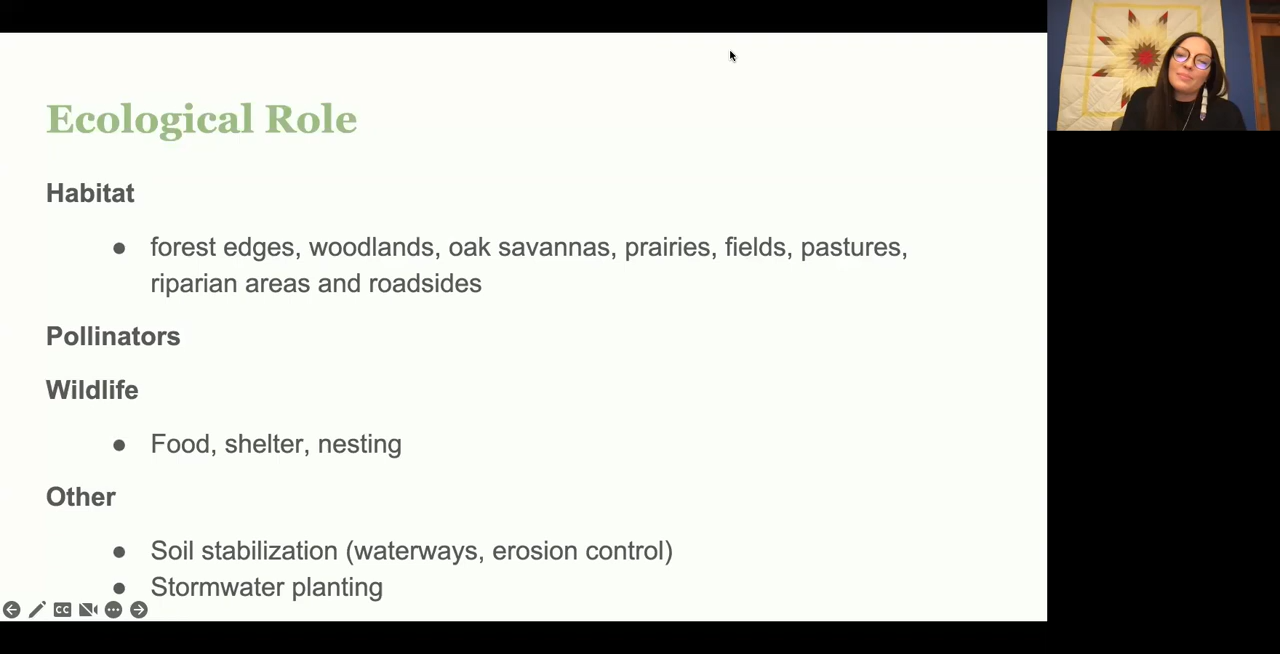 Ecological Role
Habitat
● forest edges, woodlands, oak savannas, prairies, fields, pastures,
riparian areas and roadsides
Pollinators
Wildlife
● Food, shelter, nesting
Other
● Soil stabilization (waterways, erosion control)
● Stormwater planting
CC